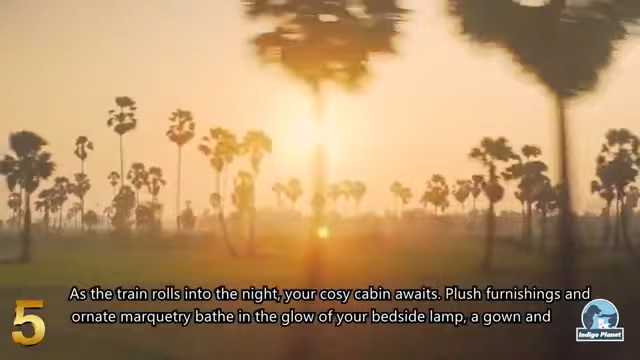 As the train rolls into the night, your cosy cabin awaits. Plush furnishings and
ornate marquetry bathe in the glow of your bedside lamp, a gown and
5
Indigo Planet